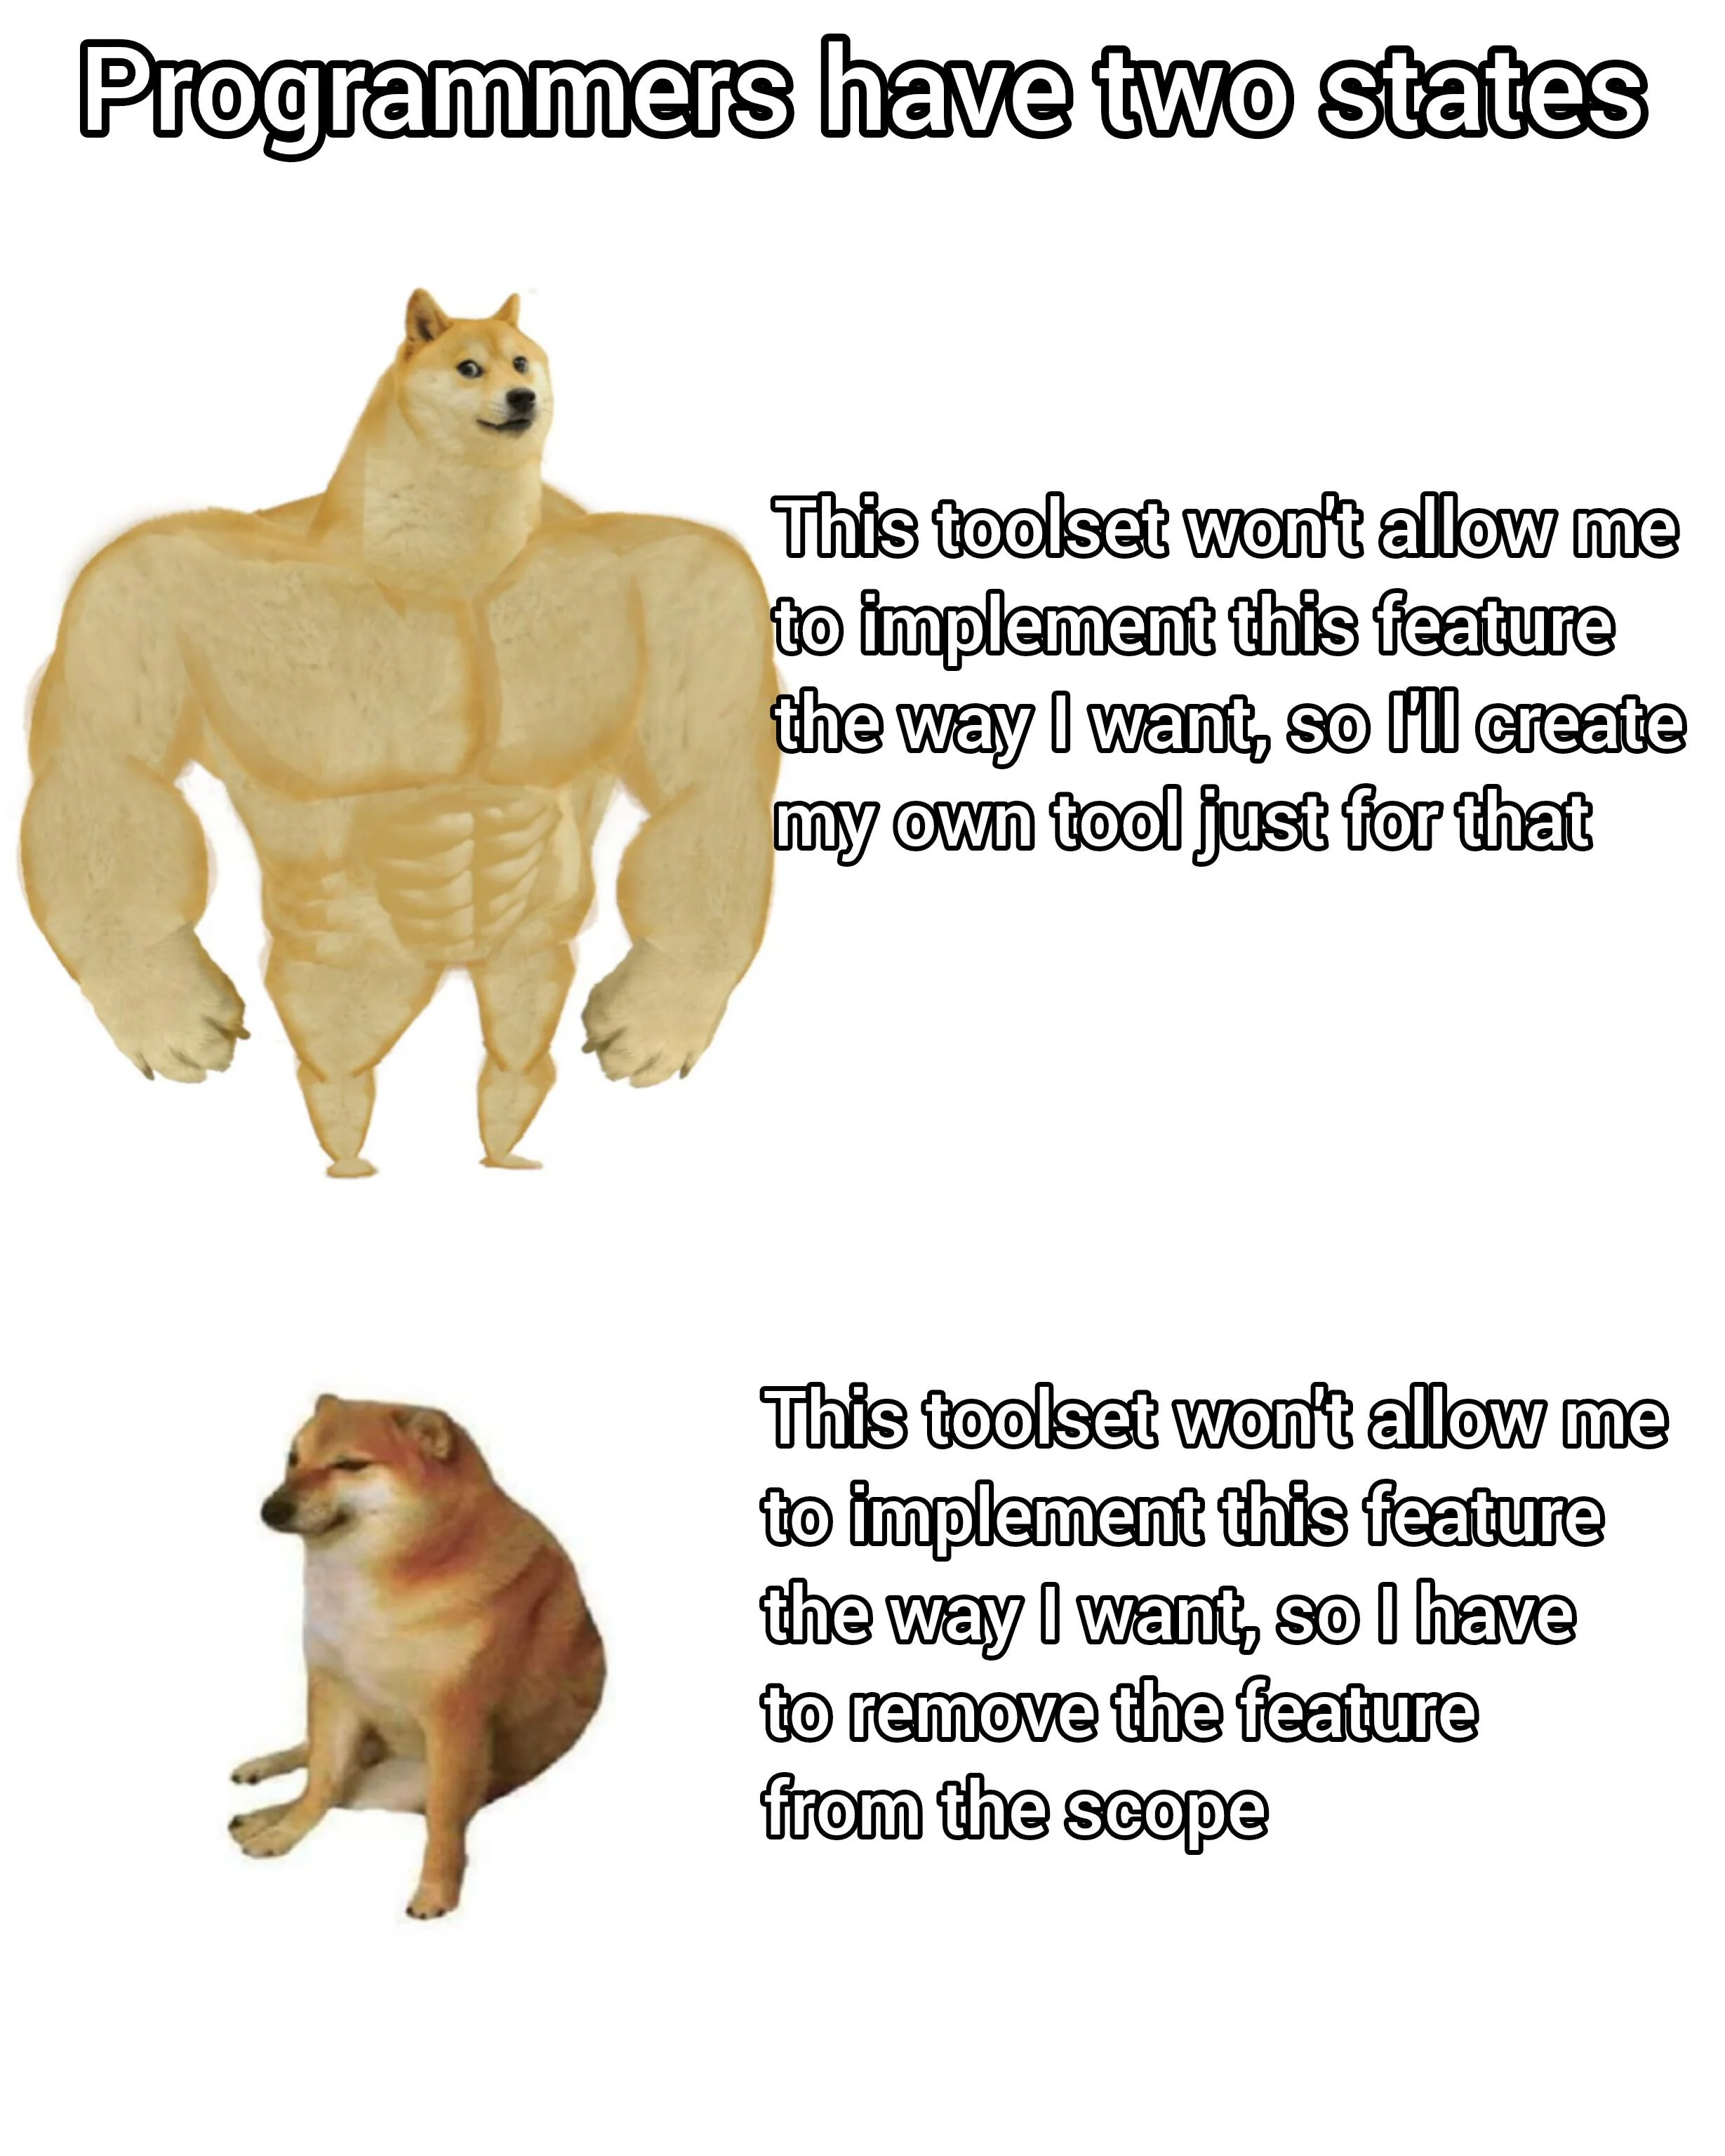 Programmers have two states
This toolset won't allow me
to implement this feature
the way I want, so I'll create
my own tool just for that
This toolset won't allow me
to implement this feature
the way I want, so I have
to remove the feature
from the scope